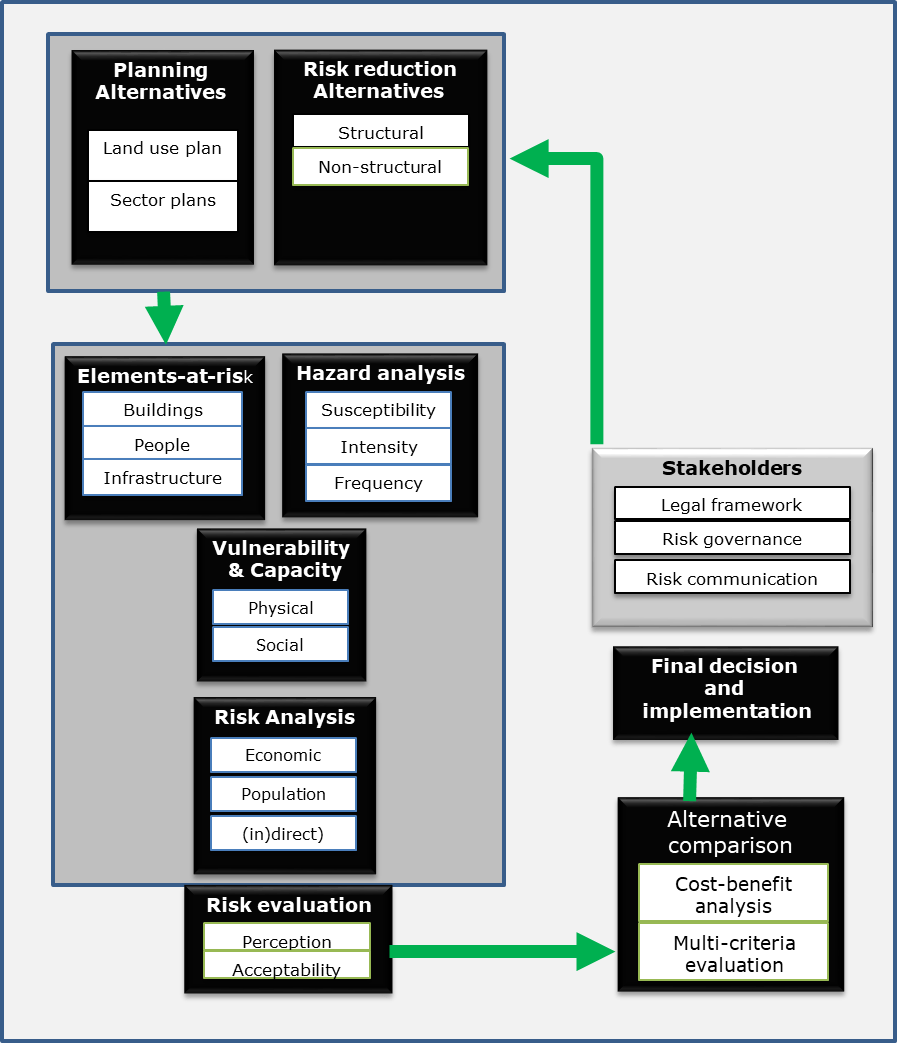 Planning
Alternatives
Land use plan
Sector plans
Risk reduction
Alternatives
Structural
Non-structural
Elements-at-risk
Buildings
People
Infrastructure
Hazard analysis
Susceptibility
Intensity
Frequency
Vulnerability
& Capacity
Physical
Social
Risk Analysis
Economic
Population
(in)direct)
Risk evaluation
Perception
Acceptability
Stakeholders
Legal framework
Risk governance
Risk communication
Final decision
and
implementation
Alternative
comparison
Cost-benefit
analysis
Multi-criteria
evaluation